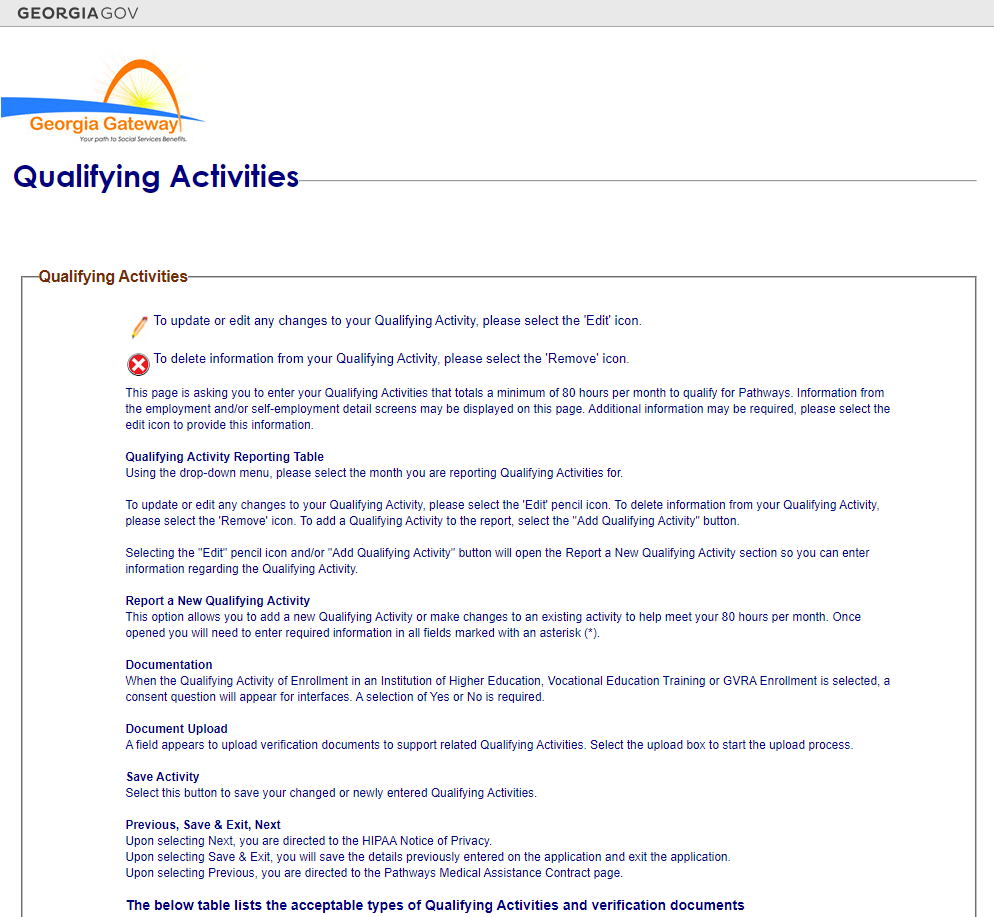 GEORGIAGOV
Georgia Gateway
Your path to Social Services Benefits.
Qualifying Activities
Qualifying Activities
To update or edit any changes to your Qualifying Activity, please select the 'Edit' icon.
To delete information from your Qualifying Activity, please select the 'Remove' icon.
This page is asking you to enter your Qualifying Activities that totals a minimum of 80 hours per month to qualify for Pathways. Information from
the employment and/or self-employment detail screens may be displayed on this page. Additional information may be required, please select the
edit icon to provide this information.
Qualifying Activity Reporting Table
Using the drop-down menu, please select the month you are reporting Qualifying Activities for.
To update or edit any changes to your Qualifying Activity, please select the 'Edit' pencil icon. To delete information from your Qualifying Activity,
please select the 'Remove' icon. To add a Qualifying Activity to the report, select the "Add Qualifying Activity" button.
Selecting the "Edit" pencil icon and/or "Add Qualifying Activity" button will open the Report a New Qualifying Activity section so you can enter
information regarding the Qualifying Activity.
Report a New Qualifying Activity
This option allows you to add a new Qualifying Activity or make changes to an existing activity to help meet your 80 hours per month. Once
opened you will need to enter required information in all fields marked with an asterisk (*).
Documentation
When the Qualifying Activity of Enrollment in an Institution of Higher Education, Vocational Education Training or GVRA Enrollment is selected, a
consent question will appear for interfaces. A selection of Yes or No is required.
Document Upload
A field appears to upload verification documents to support related Qualifying Activities. Select the upload box to start the upload process.
Save Activity
Select this button to save your changed or newly entered Qualifying Activities.
Previous, Save & Exit, Next
Upon selecting Next, you are directed to the HIPAA Notice of Privacy.
Upon selecting Save & Exit, you will save the details previously entered on the application and exit the application.
Upon selecting Previous, you are directed to the Pathways Medical Assistance Contract page.
The below table lists the acceptable types of Qualifying Activities and verification documents